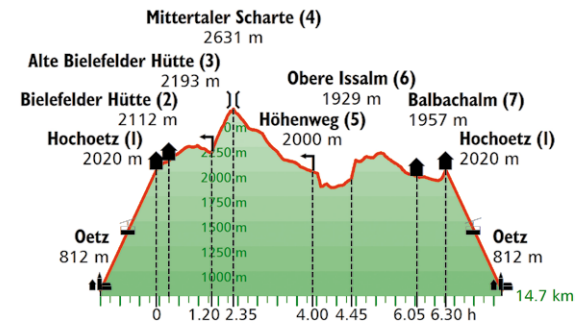 Mittertaler Scharte (4)
2631 m
Alte Bielefelder Hütte (3)
2193 m
Obere Issalm (6)
1929 m
Bielefelder Hütte (2)
2112 m
Balbachalm (7)
1957 m
Höhenweg (5)
2000 m
Hochoetz (1)
2020 m
Hochoetz (1)
2020 m
Oetz
812 m
Oetz
812 m
2250 m
2000 m
1750 m
1500 m
1250 m
1000 m
14.7 km
0 1.20 2.35 4.00 4.45 6.05 6.30 h